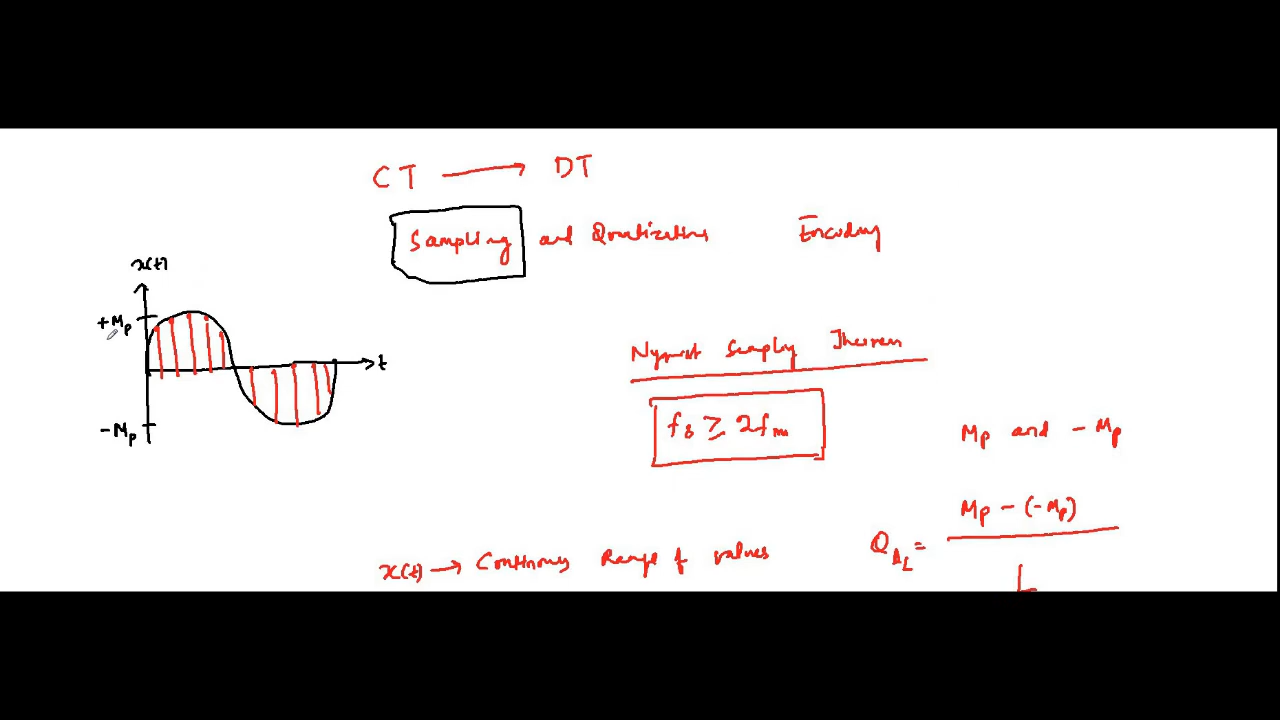 CT → DT
Sampling and Quantization Encoding
x(t)
+Mp
t
-Mp
Nyquist Sampling Theorem
fs ≥ 2fm
Mp and -Mp
x(t) → Continuous Range of values
Q_ΔL = Mp - (-Mp) / L